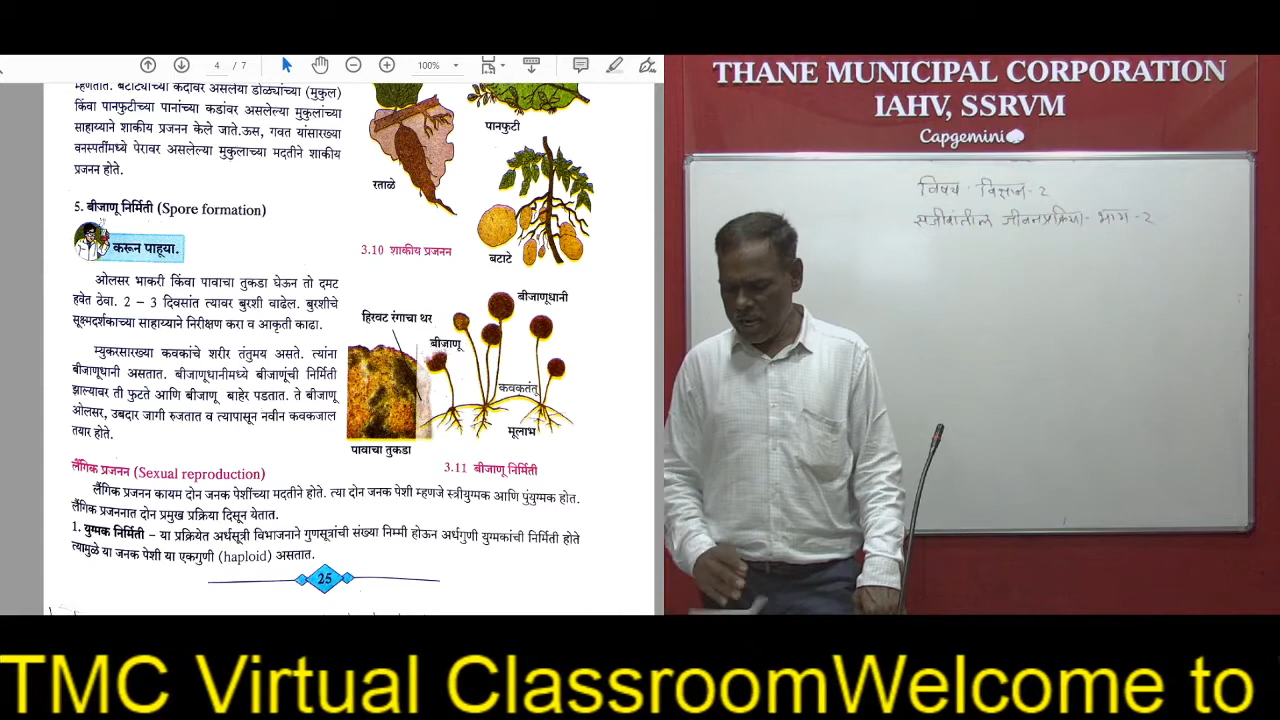 4 / 7
100%
म्हणतात. बटाट्याच्या कंदावर असलेल्या डोळ्यांच्या (मुकुल)
किंवा पानफुटीच्या पानांच्या कडांवर असलेल्या मुकुलांच्या
साहाय्याने शाकीय प्रजनन केले जाते.ऊस, गवत यांसारख्या
वनस्पतींमध्ये पेरावर असलेल्या मुकुलाच्या मदतीने शाकीय
प्रजनन होते.
पानफुटी
रताळे
बटाटे
3.10 शाकीय प्रजनन
5. बीजाणू निर्मिती (Spore formation)
करून पाहूया.
ओलसर भाकरी किंवा पावाचा तुकडा घेऊन तो दमट
हवेत ठेवा. 2 – 3 दिवसांत त्यावर बुरशी वाढेल. बुरशीचे
सूक्ष्मदर्शकाच्या साहाय्याने निरीक्षण करा व आकृती काढा.
म्युकरसारख्या कवकांचे शरीर तंतुमय असते. त्यांना
बीजाणूधानी असतात. बीजाणूधानीमध्ये बीजाणूंची निर्मिती
झाल्यावर ती फुटते आणि बीजाणू बाहेर पडतात. ते बीजाणू
ओलसर, उबदार जागी रुजतात व त्यापासून नवीन कवकजाल
तयार होते.
बीजाणूधानी
हिरवट रंगाचा थर
बीजाणू
कवकतंतू
मूलाभ
पावाचा तुकडा
3.11 बीजाणू निर्मिती
लैंगिक प्रजनन (Sexual reproduction)
लैंगिक प्रजनन कायम दोन जनक पेशींच्या मदतीने होते. त्या दोन जनक पेशी म्हणजे स्त्रीयुग्मक आणि पुंयुग्मक होत.
लैंगिक प्रजननात दोन प्रमुख प्रक्रिया दिसून येतात.
1. युग्मक निर्मिती – या प्रक्रियेत अर्धसूत्री विभाजनाने गुणसूत्रांची संख्या निम्मी होऊन अर्धगुणी युग्मकांची निर्मिती होते
त्यामुळे या जनक पेशी या एकगुणी (haploid) असतात.
25
THANE MUNICIPAL CORPORATION
IAHV, SSRVM
Capgemini
विषय : विज्ञान - 2
सजीवांतील जीवनप्रक्रिया - भाग - 2
TMC Virtual ClassroomWelcome to